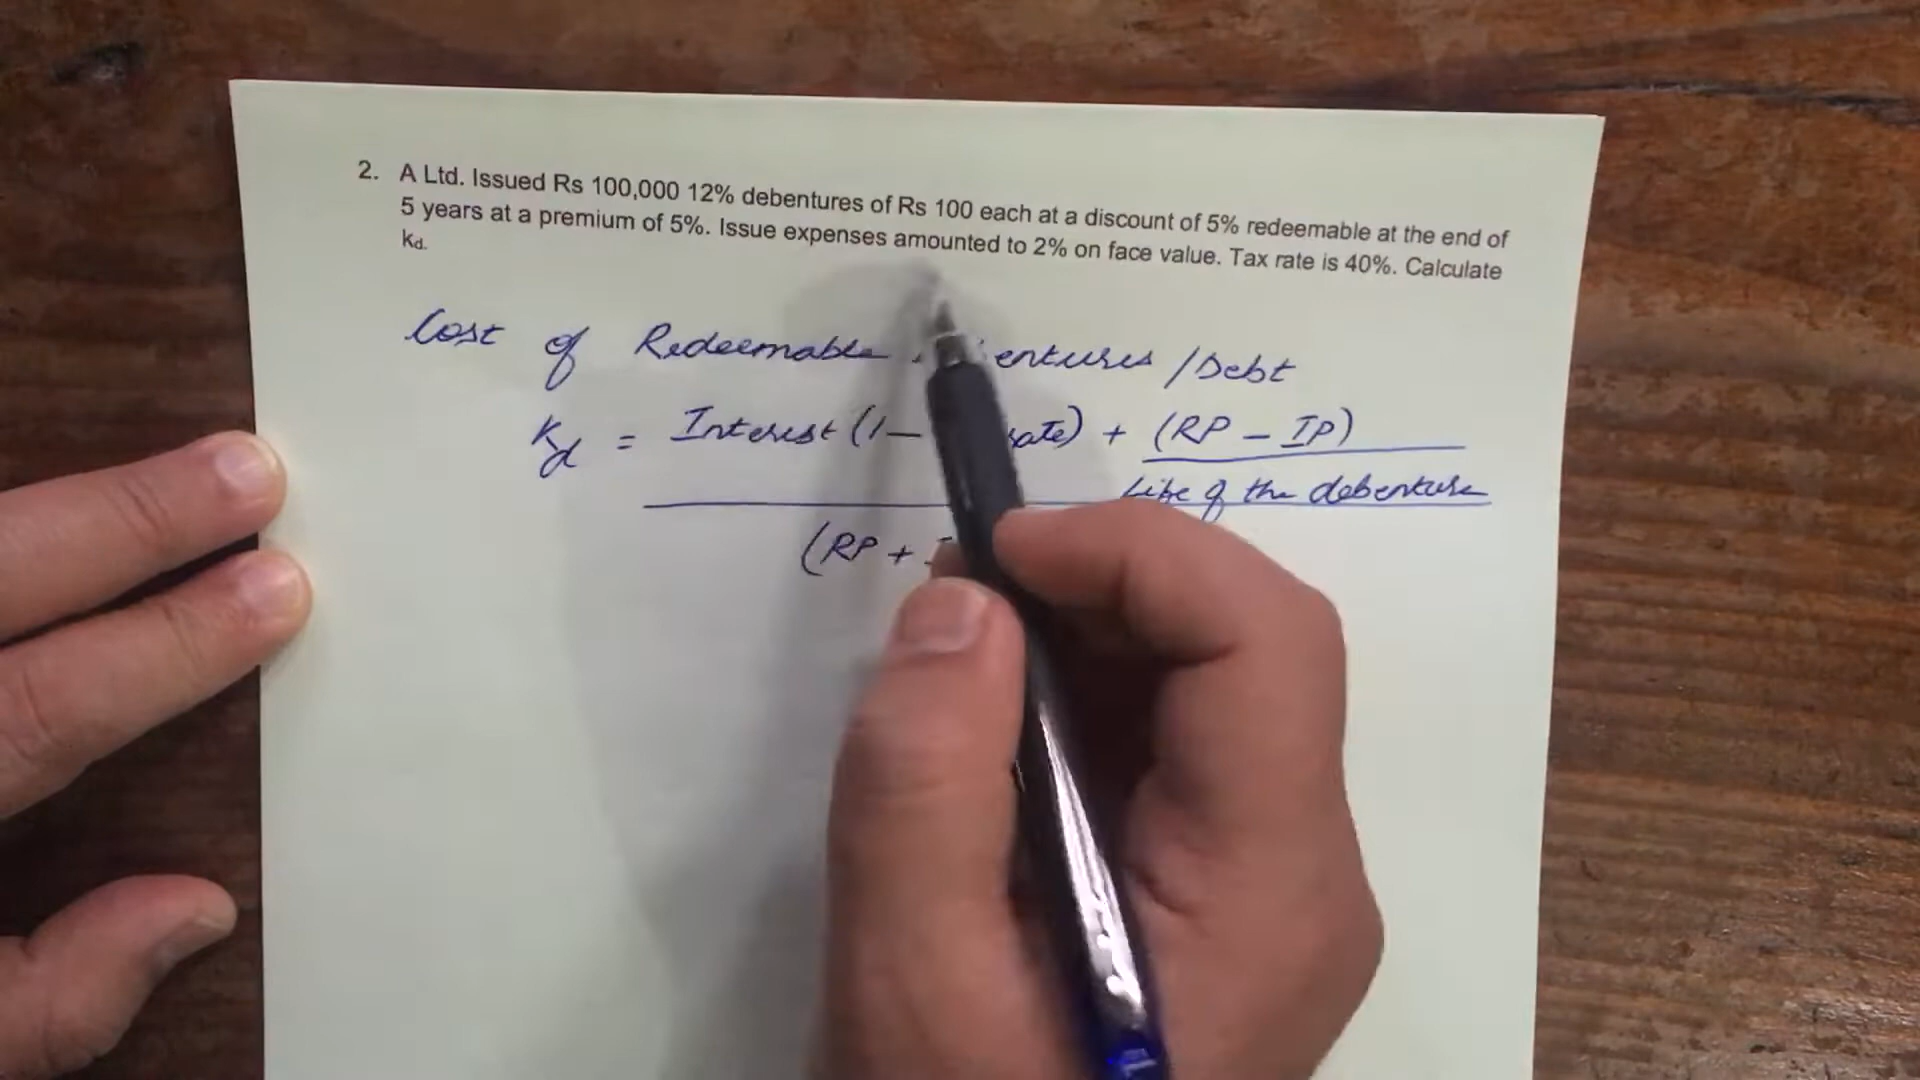 2. A Ltd. Issued Rs 100,000 12% debentures of Rs 100 each at a discount of 5% redeemable at the end of
5 years at a premium of 5%. Issue expenses amounted to 2% on face value. Tax rate is 40%. Calculate
kd.
Cost of Redeemable entures / Debt
Kd = Interest (1 — rate) + (RP - IP)
Life of the debenture
(RP +